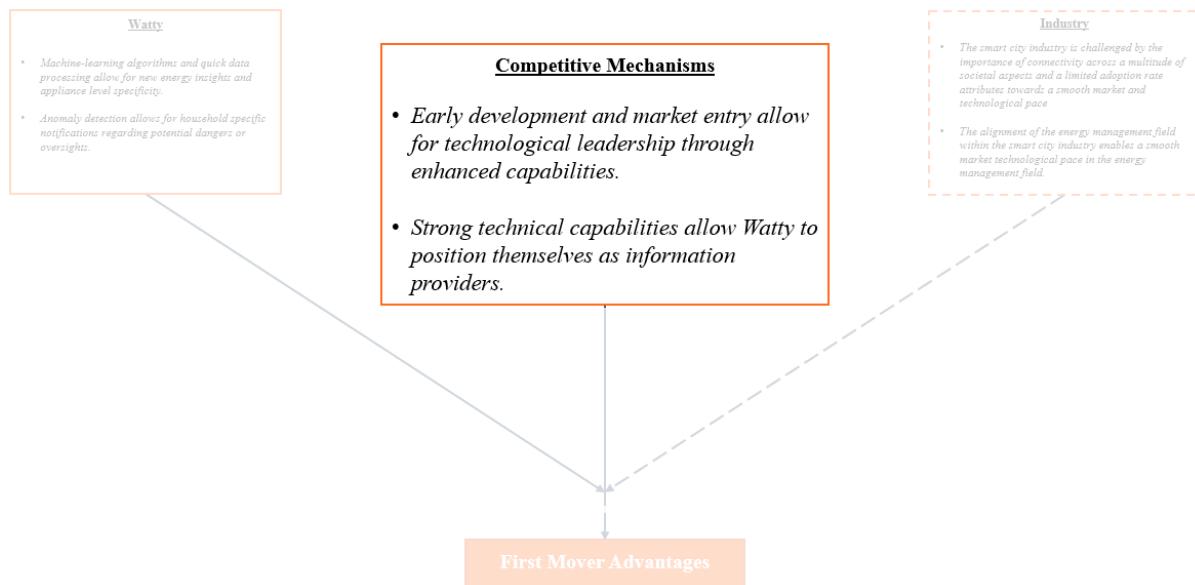 Watty
• Machine-learning algorithms and quick data
processing allow for new energy insights and
appliance level specificity.
• Anomaly detection allows for household specific
notifications regarding potential dangers or
oversights.
Competitive Mechanisms
• Early development and market entry allow
for technological leadership through
enhanced capabilities.
• Strong technical capabilities allow Watty to
position themselves as information
providers.
Industry
• The smart city industry is challenged by the
importance of connectivity across a multitude of
societal aspects and a limited adoption rate
attributes towards a smooth market and
technological pace
• The alignment of the energy management field
within the smart city industry enables a smooth
market technological pace in the energy
management field.
First Mover Advantages